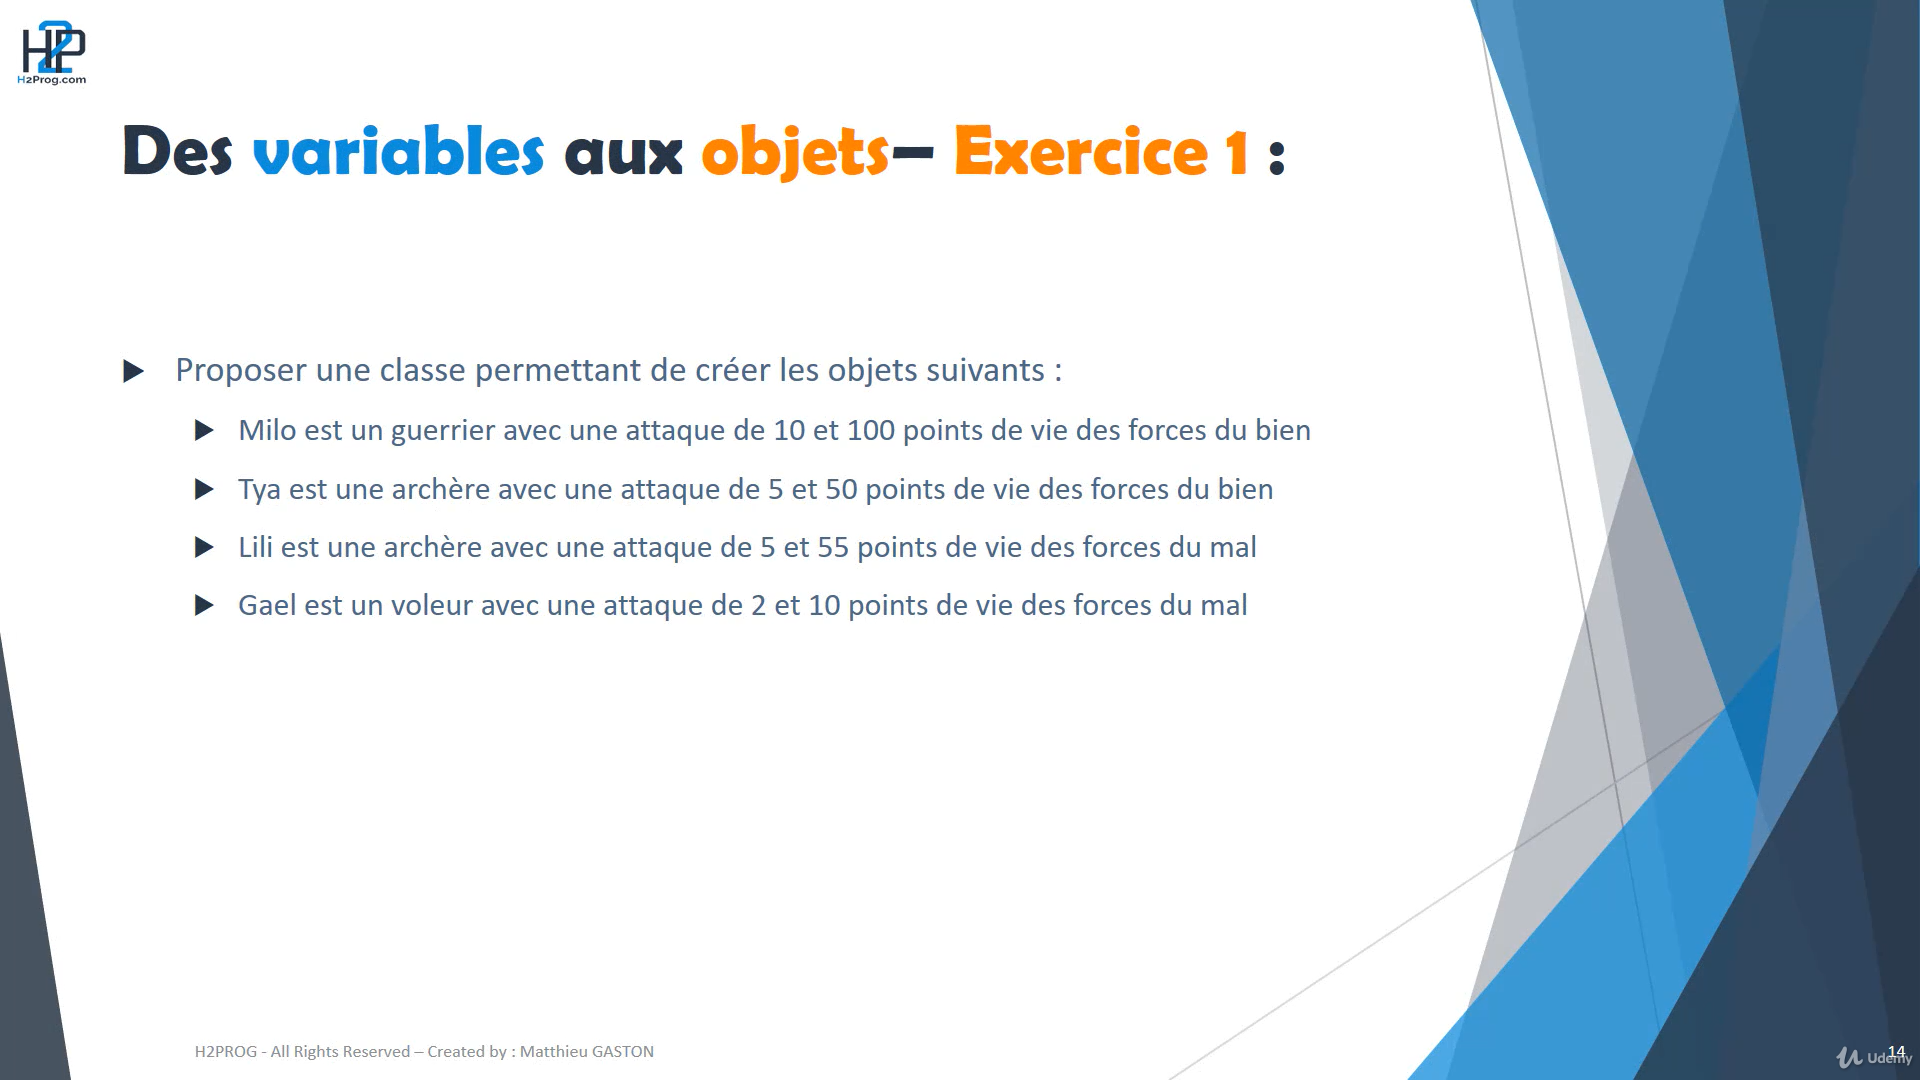 H2P
H2Prog.com
Des variables aux objets– Exercice 1 :
Proposer une classe permettant de créer les objets suivants :
Milo est un guerrier avec une attaque de 10 et 100 points de vie des forces du bien
Tya est une archère avec une attaque de 5 et 50 points de vie des forces du bien
Lili est une archère avec une attaque de 5 et 55 points de vie des forces du mal
Gael est un voleur avec une attaque de 2 et 10 points de vie des forces du mal
H2PROG - All Rights Reserved – Created by : Matthieu GASTON
14
Udemy